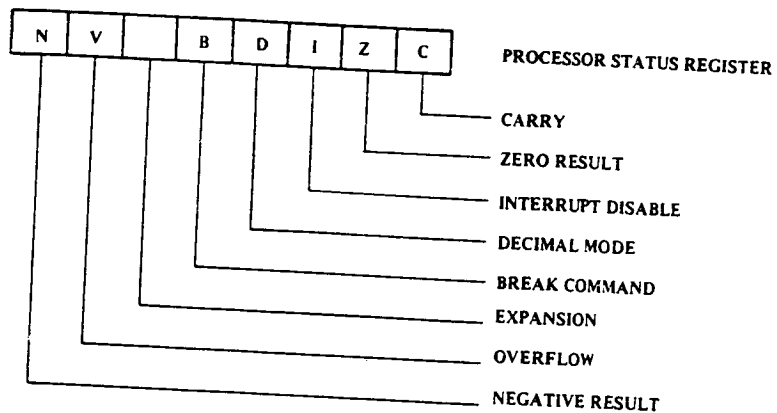 N V B D I Z C
PROCESSOR STATUS REGISTER
CARRY
ZERO RESULT
INTERRUPT DISABLE
DECIMAL MODE
BREAK COMMAND
EXPANSION
OVERFLOW
NEGATIVE RESULT